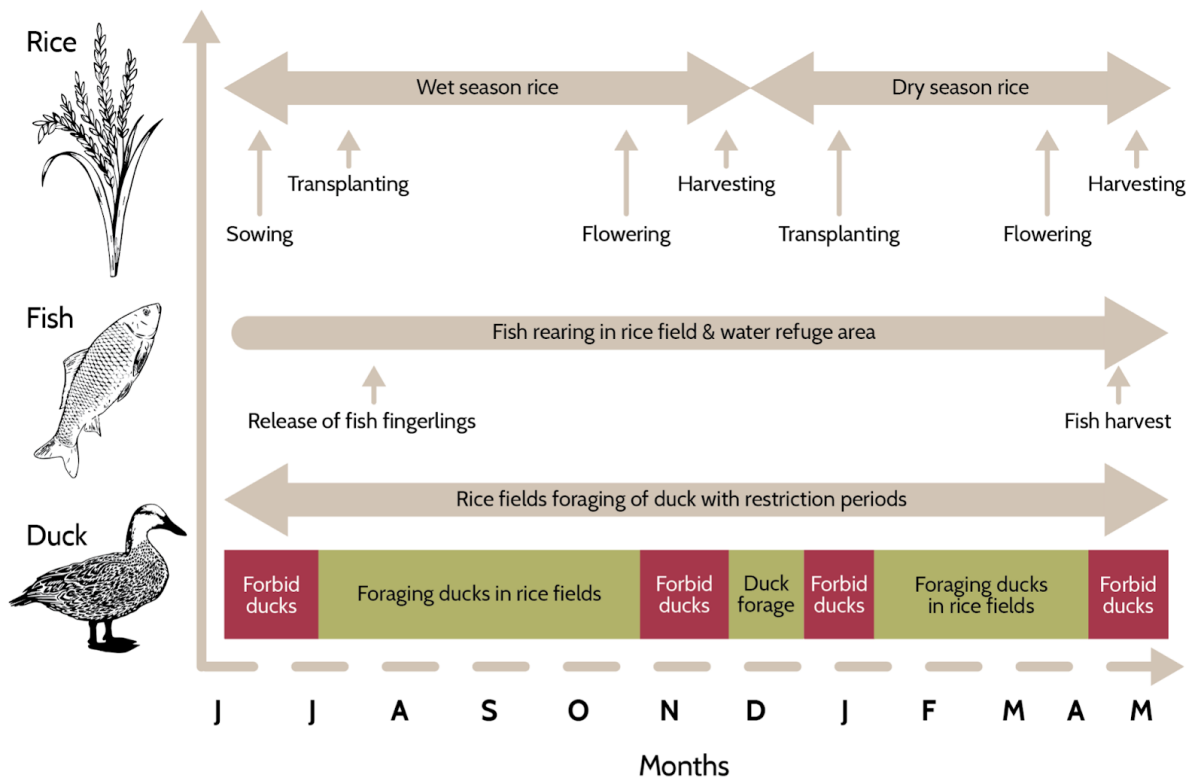 Rice
Wet season rice
Dry season rice
Transplanting
Harvesting
Harvesting
Sowing
Flowering
Transplanting
Flowering
Fish
Fish rearing in rice field & water refuge area
Release of fish fingerlings
Fish harvest
Duck
Rice fields foraging of duck with restriction periods
Forbid
ducks
Foraging ducks in rice fields
Forbid
ducks
Duck
forage
Forbid
ducks
Foraging ducks
in rice fields
Forbid
ducks
J J A S O N D J F M A M
Months